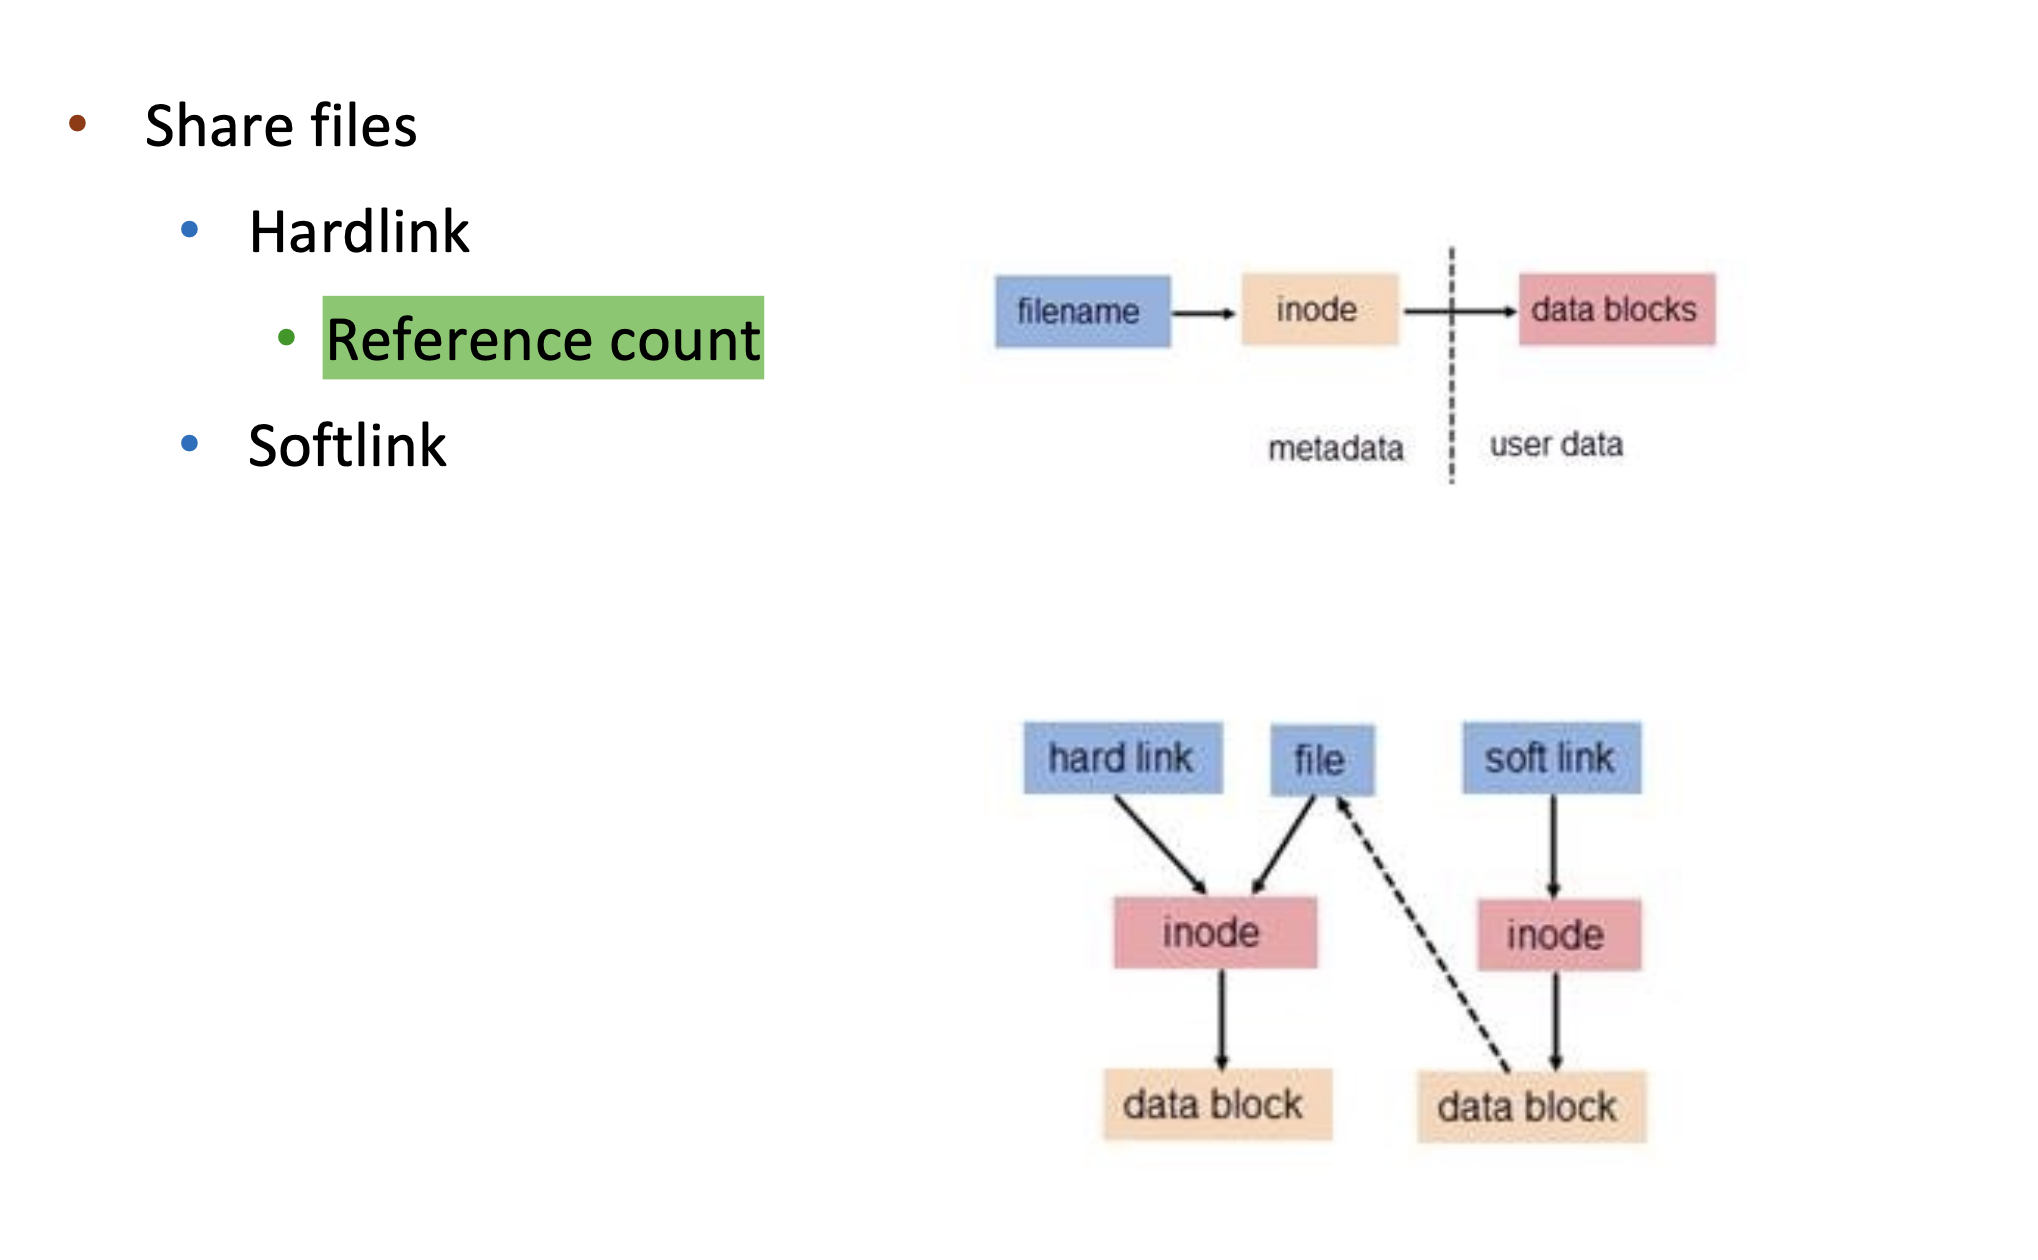 Share files
Hardlink
Reference count
Softlink
filename inode data blocks
metadata user data
hard link file soft link
inode inode
data block data block